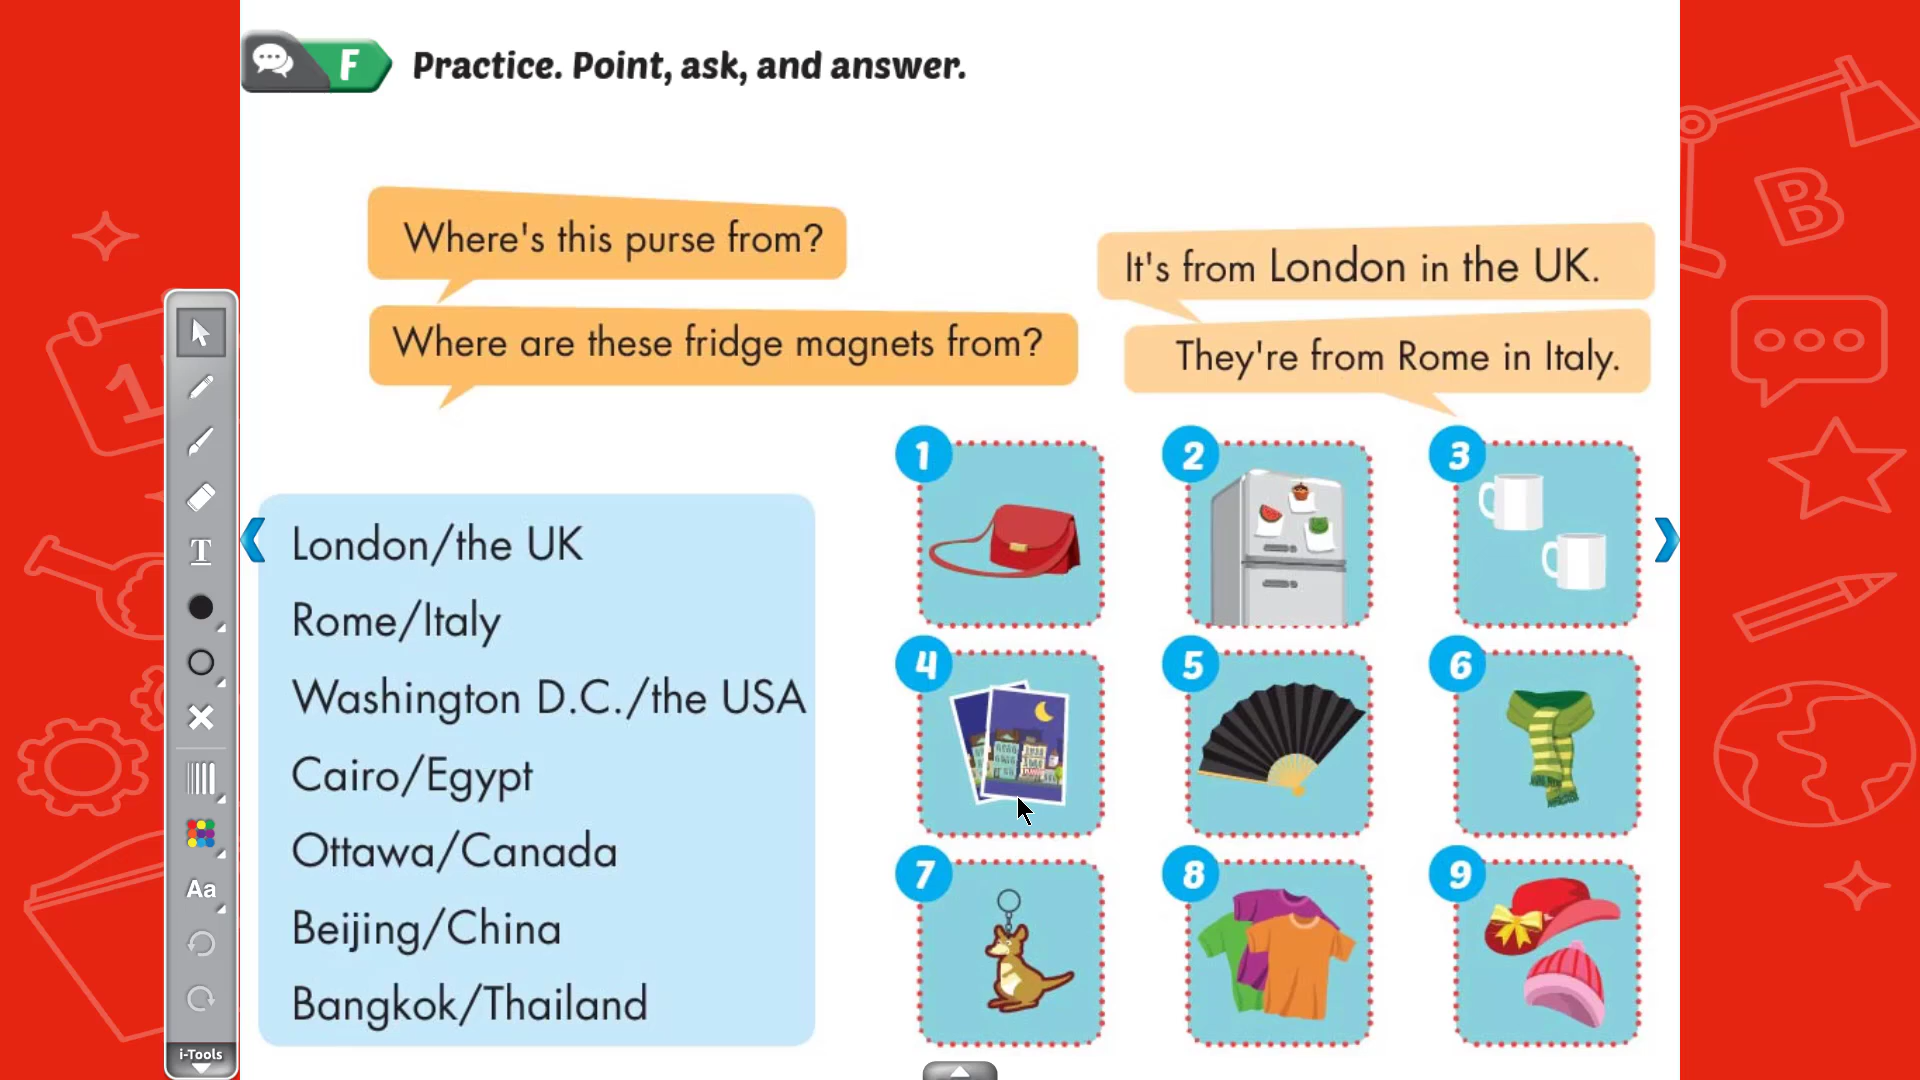 F Practice. Point, ask, and answer.
Where's this purse from?
It's from London in the UK.
Where are these fridge magnets from?
They're from Rome in Italy.
London/the UK
Rome/Italy
Washington D.C./the USA
Cairo/Egypt
Ottawa/Canada
Beijing/China
Bangkok/Thailand
1 2 3
4 5 6
7 8 9
T
Aa
i-Tools
1
B